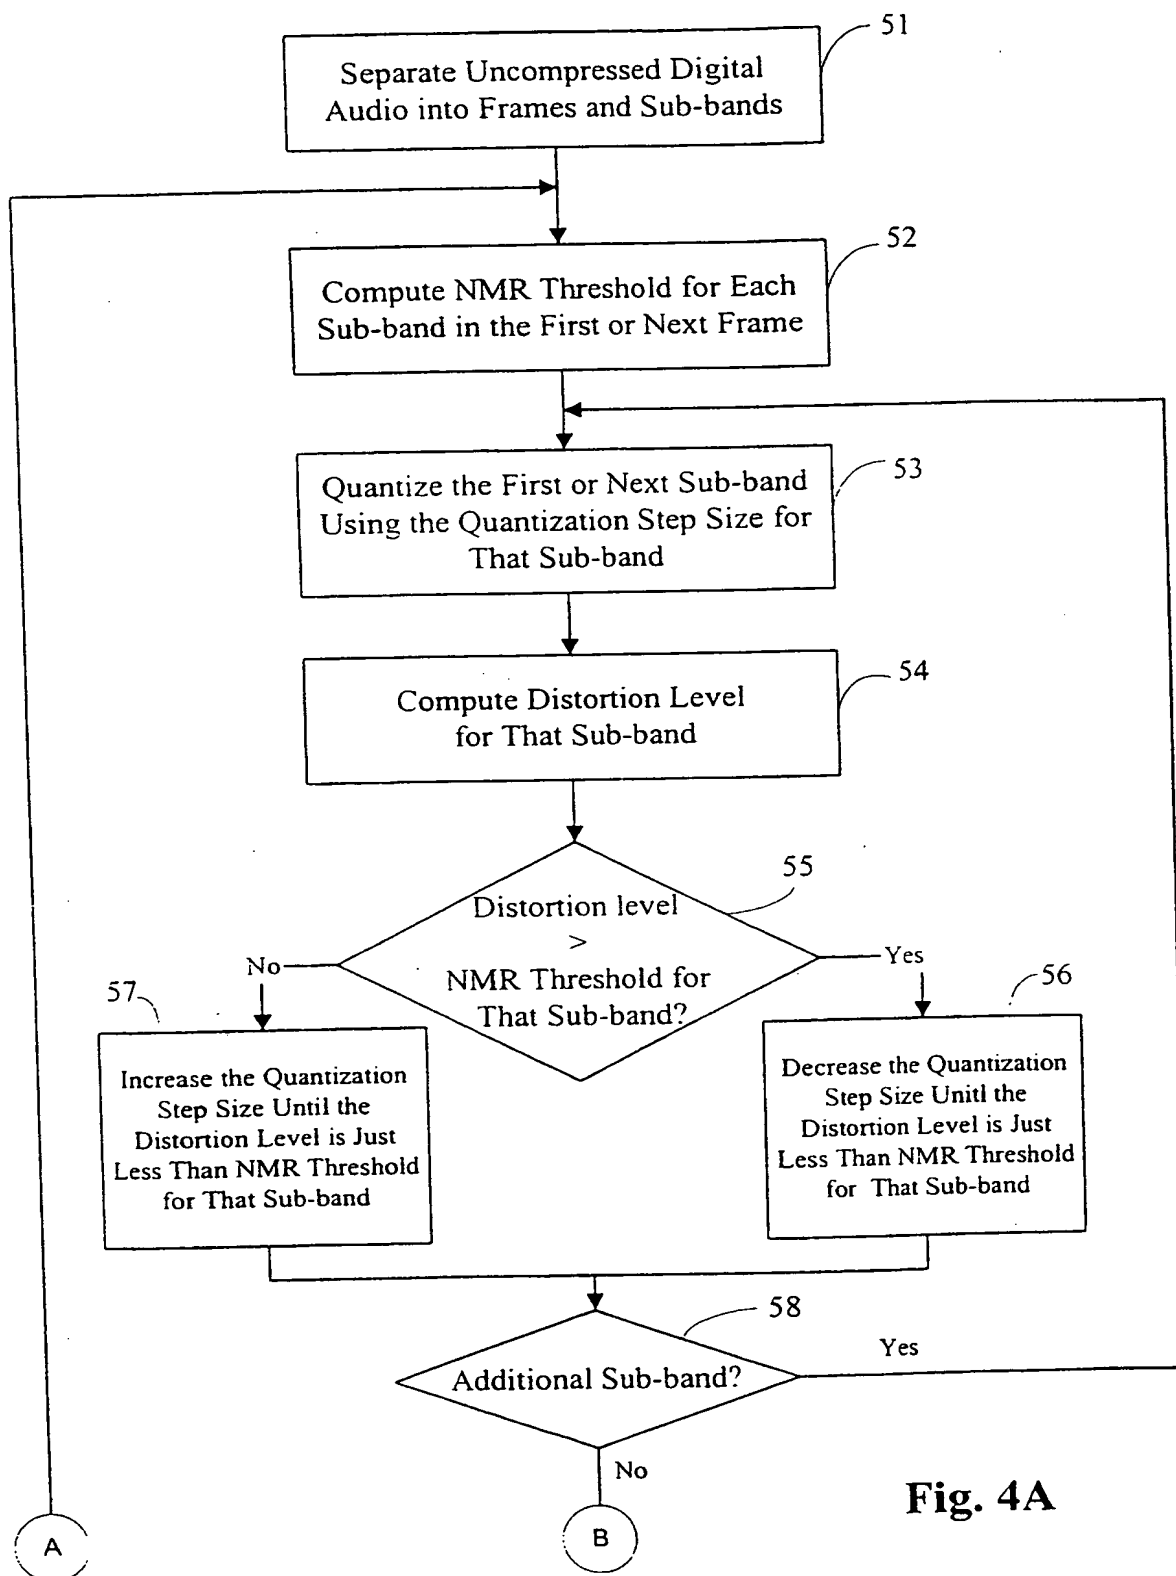 51
Separate Uncompressed Digital
Audio into Frames and Sub-bands
52
Compute NMR Threshold for Each
Sub-band in the First or Next Frame
53
Quantize the First or Next Sub-band
Using the Quantization Step Size for
That Sub-band
54
Compute Distortion Level
for That Sub-band
55
Distortion level
>
NMR Threshold for
That Sub-band?
No
Yes
57
56
Increase the Quantization
Step Size Until the
Distortion Level is Just
Less Than NMR Threshold
for That Sub-band
Decrease the Quantization
Step Size Unitl the
Distortion Level is Just
Less Than NMR Threshold
for That Sub-band
58
Additional Sub-band?
Yes
No
Fig. 4A
A
B